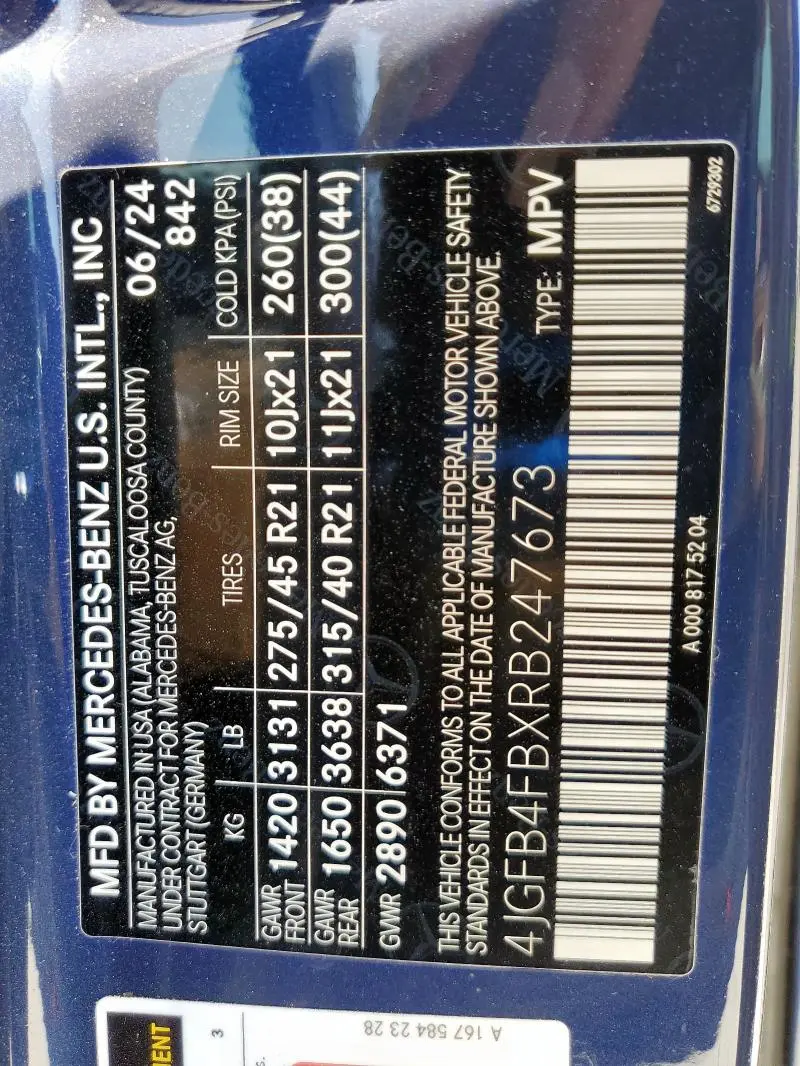 MFD BY MERCEDES-BENZ U.S. INTL., INC
MANUFACTURED IN USA (ALABAMA, TUSCALOOSA COUNTY)
UNDER CONTRACT FOR MERCEDES-BENZ AG,
STUTTGART (GERMANY)
06/24
842
KG LB TIRES RIM SIZE COLD KPA (PSI)
GAWR FRONT 1420 3131 275/45 R21 10Jx21 260(38)
GAWR REAR 1650 3638 315/40 R21 11Jx21 300(44)
GVWR 2890 6371
THIS VEHICLE CONFORMS TO ALL APPLICABLE FEDERAL MOTOR VEHICLE SAFETY
STANDARDS IN EFFECT ON THE DATE OF MANUFACTURE SHOWN ABOVE.
4JGFB4FBXRB247673 TYPE: MPV
A 000 817 52 04
6729302
3
A 167 584 23 28